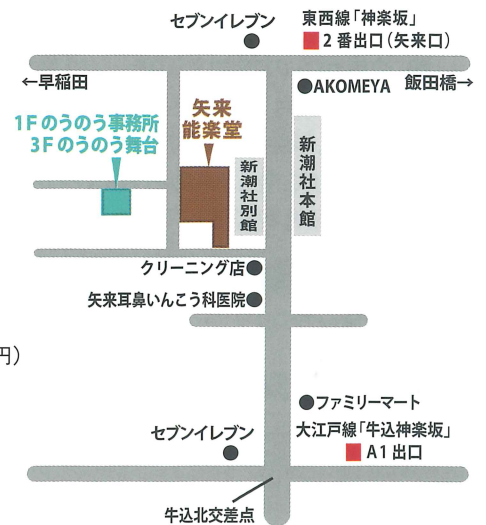 セブンイレブン
東西線「神楽坂」
2番出口(矢来口)
←早稲田
飯田橋→
●AKOMEYA
1Fのうのう事務所
3Fのうのう舞台
矢来
能楽堂
新潮社別館
新潮社本館
クリーニング店●
矢来耳鼻いんこう科医院●
円)
●ファミリーマート
セブンイレブン
大江戸線「牛込神楽坂」
A1出口
牛込北交差点